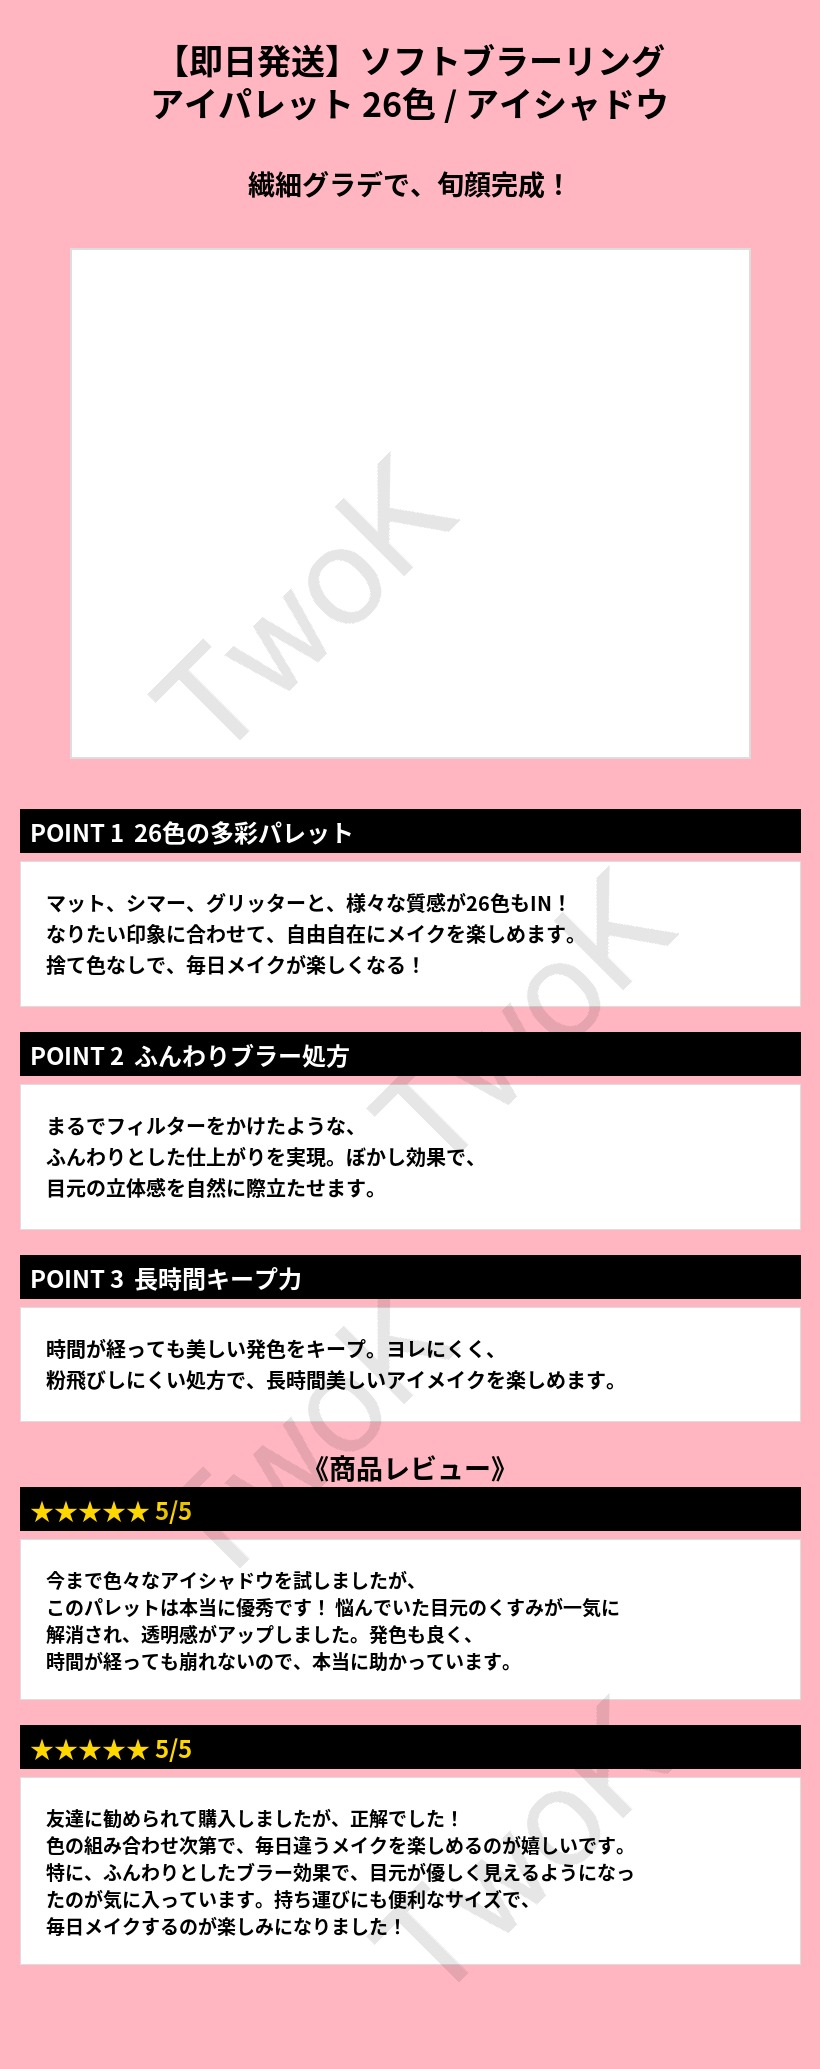 【即日発送】ソフトブラーリング
アイパレット 26色 / アイシャドウ
繊細グラデで、旬顔完成！
TwoK
POINT 1 26色の多彩パレット
マット、シマー、グリッターと、様々な質感が26色もIN！
なりたい印象に合わせて、自由自在にメイクを楽しめます。
捨て色なしで、毎日メイクが楽しくなる！
TwoK
POINT 2 ふんわりブラー処方
まるでフィルターをかけたような、
ふんわりとした仕上がりを実現。ぼかし効果で、
目元の立体感を自然に際立たせます。
POINT 3 長時間キープ力
時間が経っても美しい発色をキープ。ヨレにくく、
粉飛びしにくい処方で、長時間美しいアイメイクを楽しめます。
TwoK
《商品レビュー》
★★★★★ 5/5
今まで色々なアイシャドウを試しましたが、
このパレットは本当に優秀です！ 悩んでいた目元のくすみが一気に
解消され、透明感がアップしました。発色も良く、
時間が経っても崩れないので、本当に助かっています。
★★★★★ 5/5
友達に勧められて購入しましたが、正解でした！
色の組み合わせ次第で、毎日違うメイクを楽しめるのが嬉しいです。
特に、ふんわりとしたブラー効果で、目元が優しく見えるようになっ
たのが気に入っています。持ち運びにも便利なサイズで、
毎日メイクするのが楽しみになりました！
TwoK